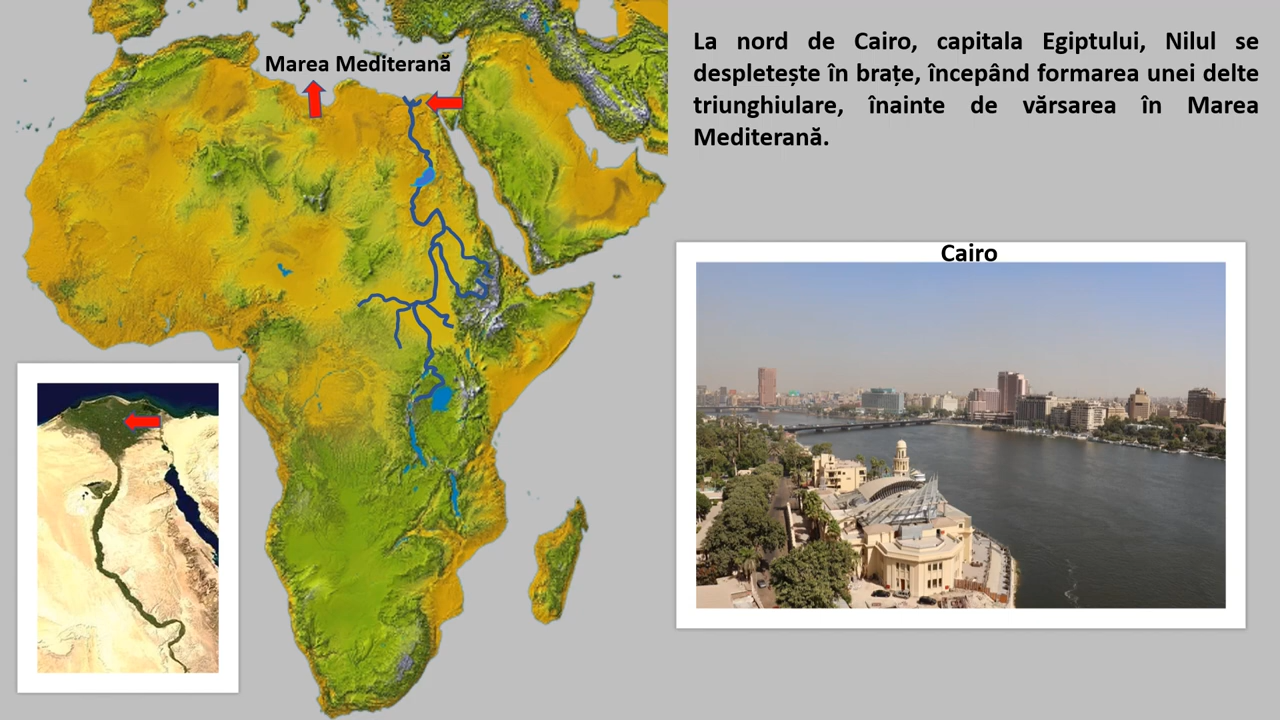 Marea Mediterană
La nord de Cairo, capitala Egiptului, Nilul se
despletește în brațe, începând formarea unei delte
triunghiulare, înainte de vărsarea în Marea
Mediterană.
Cairo